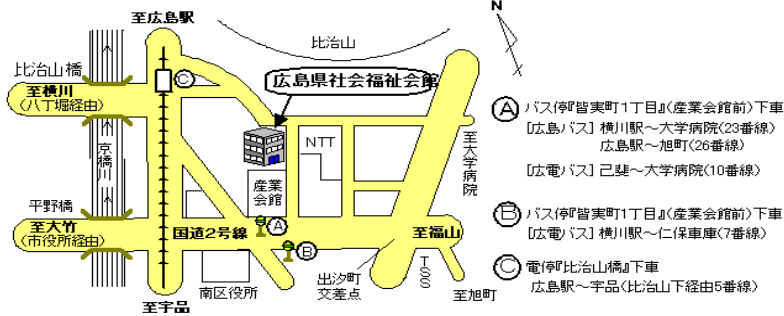 至広島駅
N
比治山
比治山橋
C
広島県社会福祉会館
至横川
(八丁堀経由)
京橋川
NTT
至大学病院
産業
会館
平野橋
至大竹
(市役所経由)
国道2号線
A
B
至福山
南区役所
出汐町
交差点
TSS
至旭町
至宇品
A バス停『皆実町1丁目』(産業会館前)下車
[広島バス] 横川駅~大学病院(23番線)
広島駅~旭町(26番線)
[広電バス] 己斐~大学病院(10番線)
B バス停『皆実町1丁目』(産業会館前)下車
[広電バス] 横川駅~仁保車庫(7番線)
C 電停『比治山橋』下車
広島駅~宇品(比治山下経由5番線)